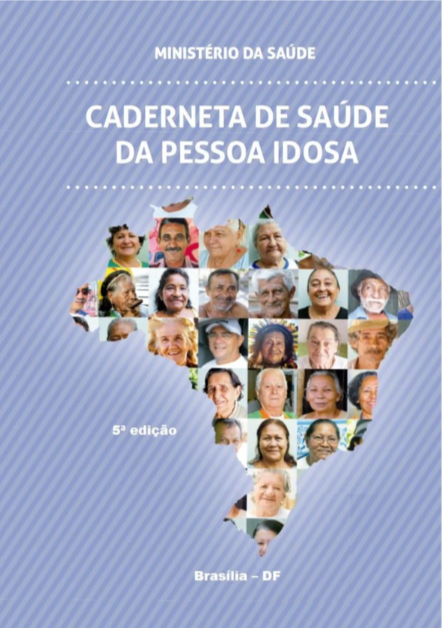 MINISTÉRIO DA SAÚDE
CADERNETA DE SAÚDE
DA PESSOA IDOSA
5ª edição
Brasília – DF